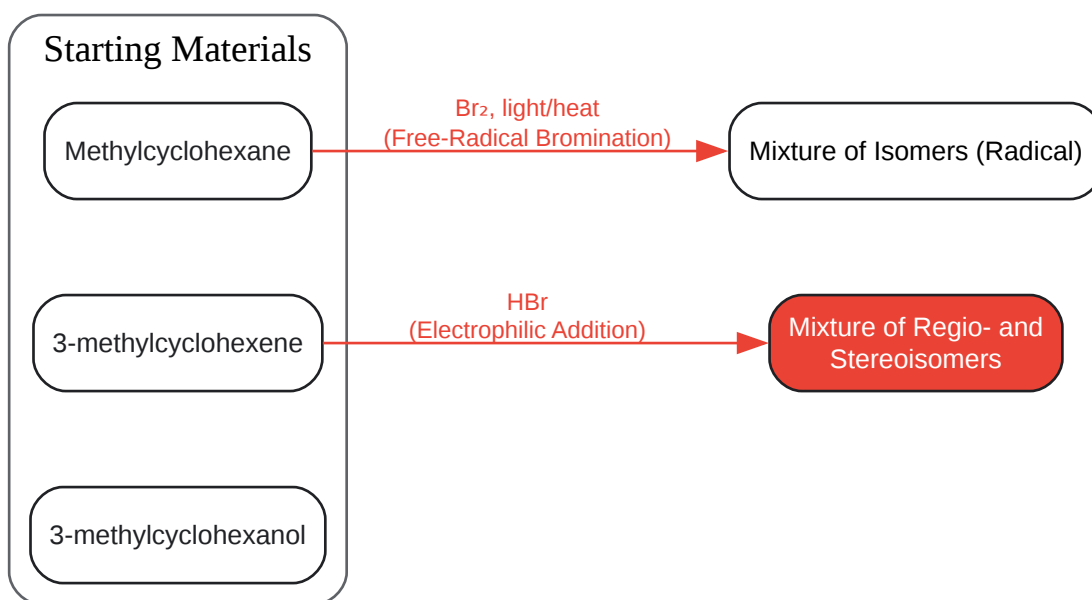 Starting Materials
Methylcyclohexane
Br₂, light/heat
(Free-Radical Bromination)
Mixture of Isomers (Radical)
3-methylcyclohexene
HBr
(Electrophilic Addition)
Mixture of Regio- and
Stereoisomers
3-methylcyclohexanol